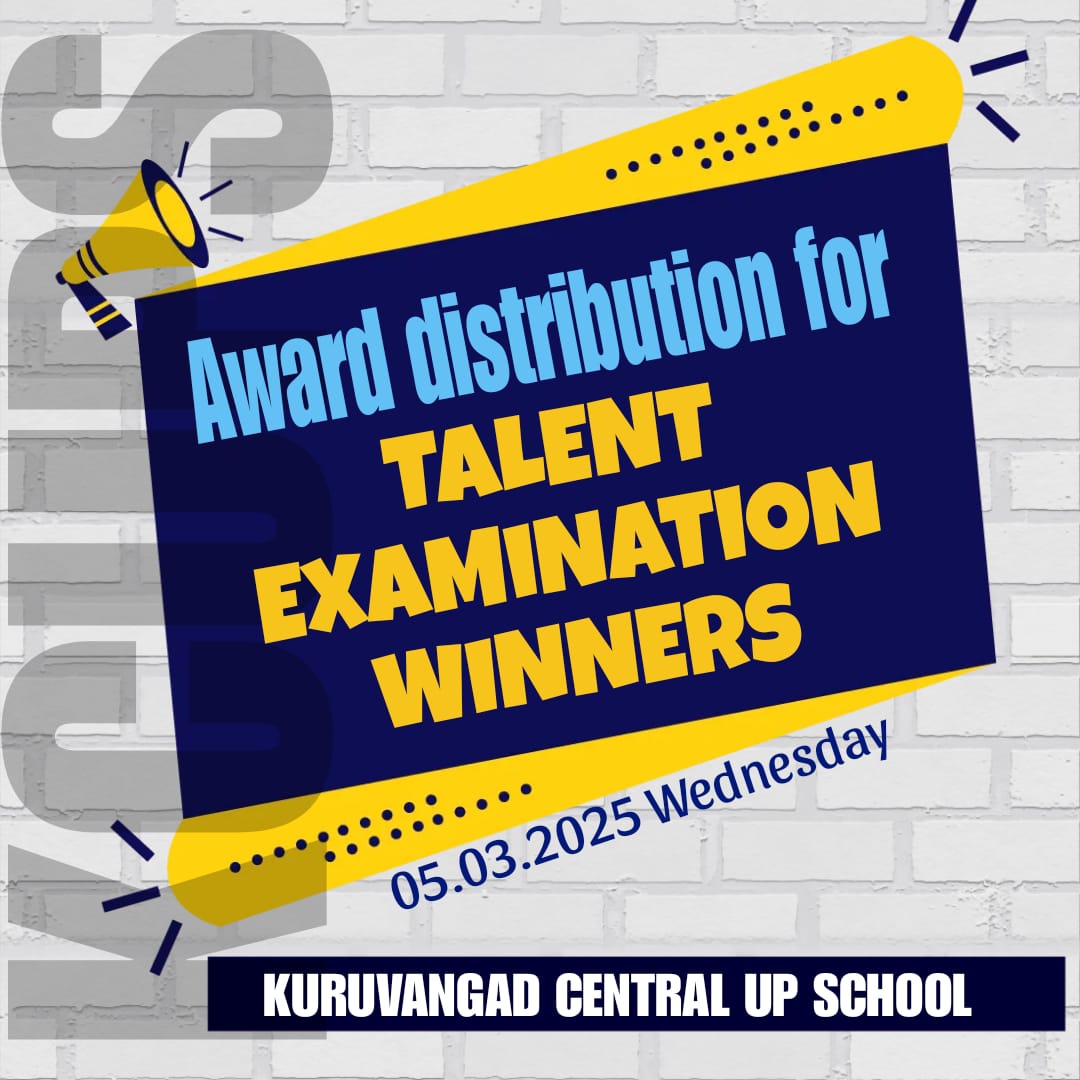 KCUPS
Award distribution for
TALENT
EXAMINATION
WINNERS
05.03.2025 Wednesday
KURUVANGAD CENTRAL UP SCHOOL